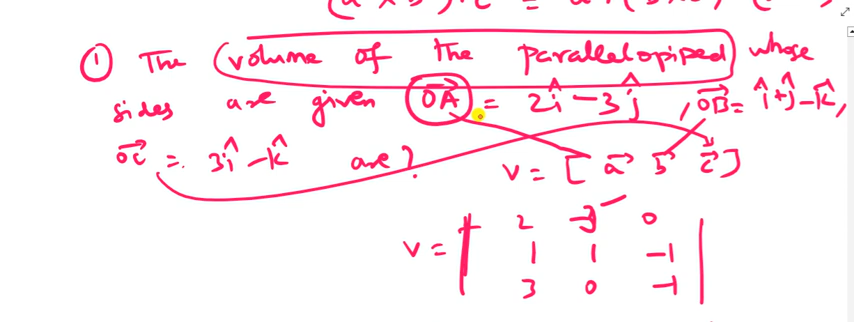 (a × b).c = a.(b×c)
① The volume of the parallelopiped whose
sides are given OA⃗ = 2î − 3ĵ , OB⃗ = î + ĵ − k̂,
OC⃗ = 3î − k̂ are?
V = [ a⃗ b⃗ c⃗ ]
V = | 2 −3 0 |
| 1 1 −1 |
| 3 0 −1 |